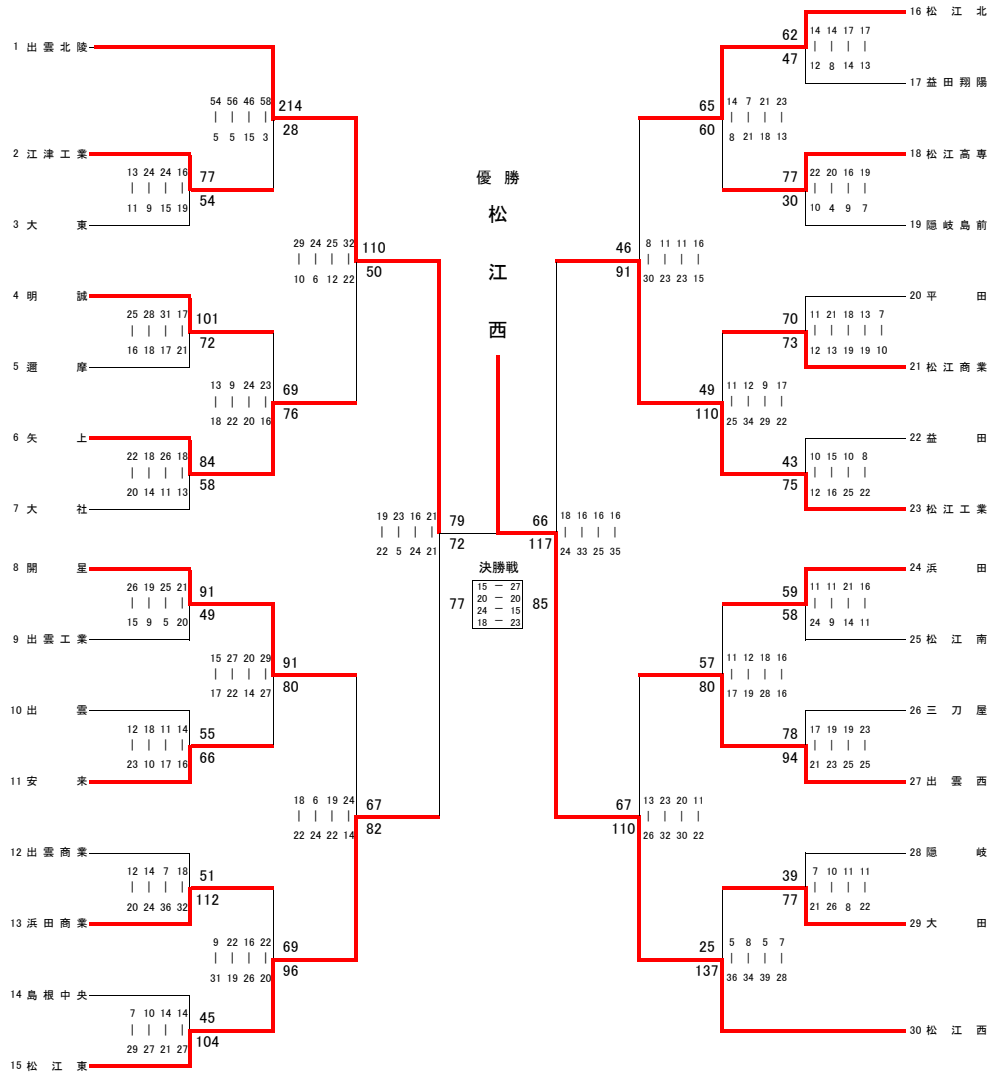 優 勝
松
江
西
1 出雲北陵
54 56 46 58
214
28
5 5 15 3
2 江津工業
13 24 24 16
77
54
11 9 15 19
3 大東
29 24 25 32
110
50
10 6 12 22
4 明誠
25 28 31 17
101
72
16 18 17 21
5 邇摩
13 9 24 23
69
76
18 22 20 16
6 矢上
22 18 26 18
84
58
20 14 11 13
7 大社
19 23 16 21
79
72
22 5 24 21
8 開星
26 19 25 21
91
49
15 9 5 20
9 出雲工業
15 27 20 29
91
80
17 22 14 27
10 出雲
12 18 11 14
55
66
23 10 17 16
11 安来
18 6 19 24
67
82
22 24 22 14
12 出雲商業
12 14 7 18
51
112
20 24 36 32
13 浜田商業
9 22 16 22
69
96
31 19 26 20
14 島根中央
7 10 14 14
45
104
29 27 21 27
15 松江東
決勝戦
77
15 － 27
20 － 20
24 － 15
18 － 23
85
16 松江北
62
14 14 17 17
47
12 8 14 13
17 益田翔陽
65
14 7 21 23
60
8 21 18 13
18 松江高専
77
22 20 16 19
30
10 4 9 7
19 隠岐島前
46
8 11 11 16
91
30 23 23 15
20 平田
70
11 21 18 13 7
73
12 13 19 19 10
21 松江商業
49
11 12 9 17
110
25 34 29 22
22 益田
43
10 15 10 8
75
12 16 25 22
23 松江工業
66
18 16 16 16
117
24 33 25 35
24 浜田
59
11 11 21 16
58
24 9 14 11
25 松江南
57
11 12 18 16
80
17 19 28 16
26 三刀屋
78
17 19 19 23
94
21 23 25 25
27 出雲西
67
13 23 20 11
110
26 32 30 22
28 隠岐
39
7 10 11 11
77
21 26 8 22
29 大田
25
5 8 5 7
137
36 34 39 28
30 松江西